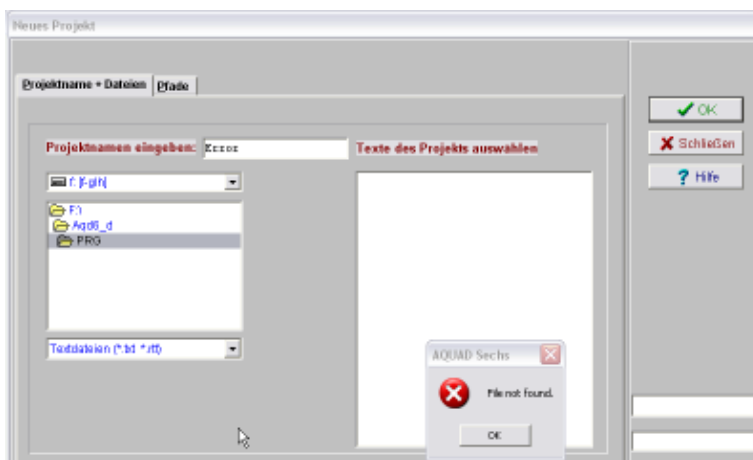 Neues Projekt
Projektname + Dateien Pfade
OK
Projektnamen eingeben: Error
Texte des Projekts auswählen
Schließen
f: [f-gih]
Hilfe
F:\
Aqd6_d
PRG
Textdateien (*.txt *.rtf)
AQUAD Sechs
File not found.
OK